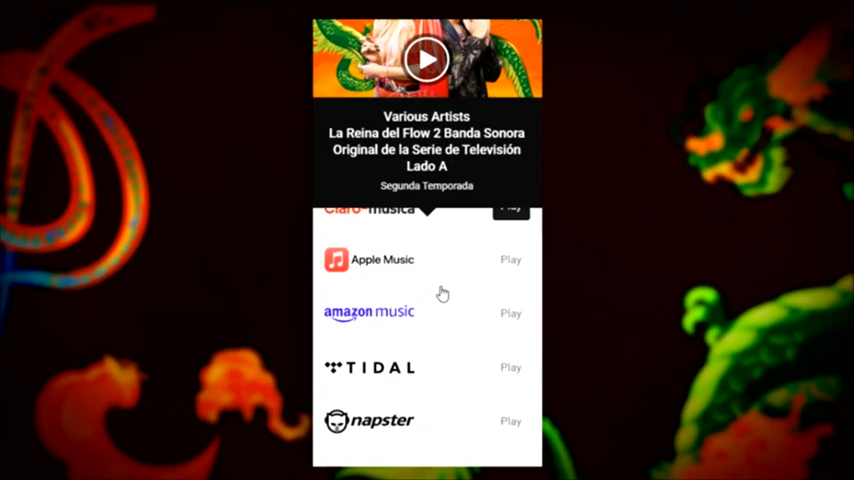 Various Artists
La Reina del Flow 2 Banda Sonora
Original de la Serie de Televisión
Lado A
Segunda Temporada
Claro música Play
Apple Music Play
amazon music Play
TIDAL Play
napster Play